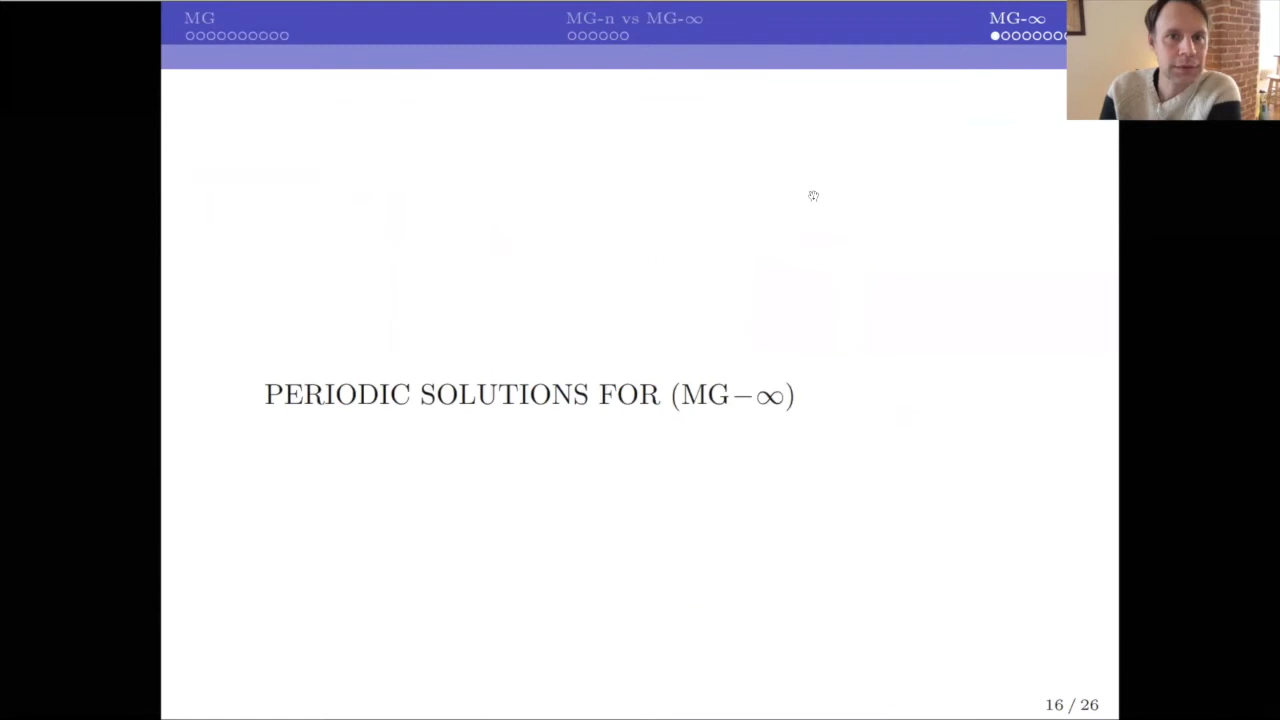 MG
MG-n vs MG-∞
MG-∞
PERIODIC SOLUTIONS FOR (MG−∞)
16 / 26